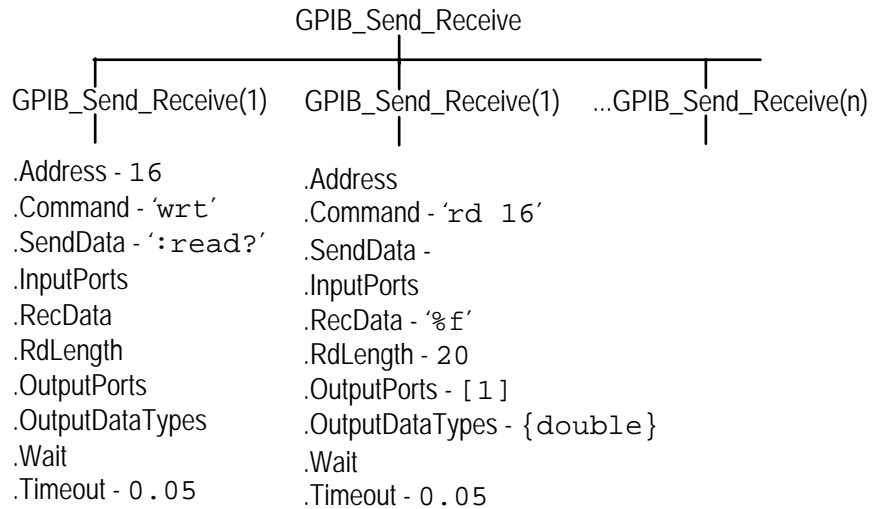 GPIB_Send_Receive
GPIB_Send_Receive(1) GPIB_Send_Receive(1) ...GPIB_Send_Receive(n)
.Address - 16
.Command - ‘wrt’
.SendData - ‘:read?’
.InputPorts
.RecData
.RdLength
.OutputPorts
.OutputDataTypes
.Wait
.Timeout - 0.05
.Address
.Command - ‘rd 16’
.SendData -
.InputPorts
.RecData - ‘%f’
.RdLength - 20
.OutputPorts - [1]
.OutputDataTypes - {double}
.Wait
.Timeout - 0.05